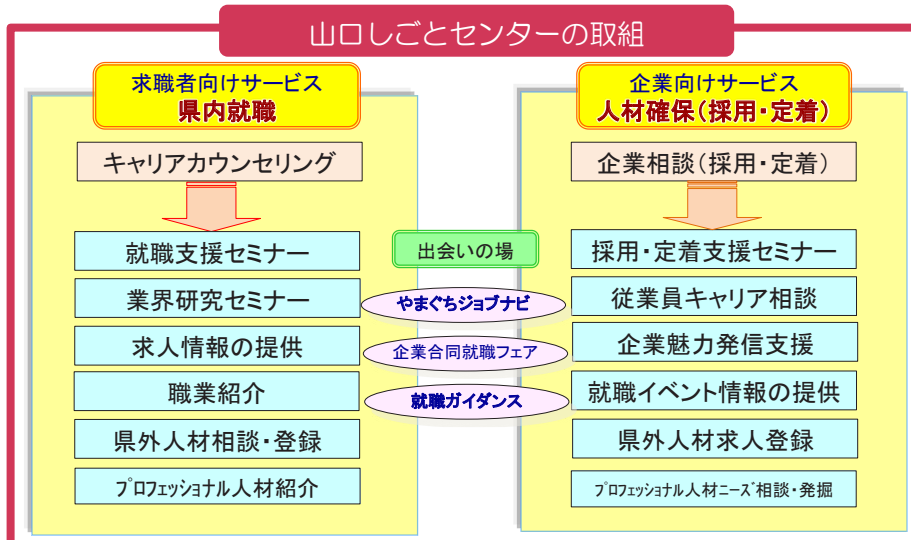 山口しごとセンターの取組
求職者向けサービス
県内就職
キャリアカウンセリング
就職支援セミナー
業界研究セミナー
求人情報の提供
職業紹介
県外人材相談・登録
プロフェッショナル人材紹介
出会いの場
やまぐちジョブナビ
企業合同就職フェア
就職ガイダンス
企業向けサービス
人材確保(採用・定着)
企業相談(採用・定着)
採用・定着支援セミナー
従業員キャリア相談
企業魅力発信支援
就職イベント情報の提供
県外人材求人登録
プロフェッショナル人材ニーズ相談・発掘